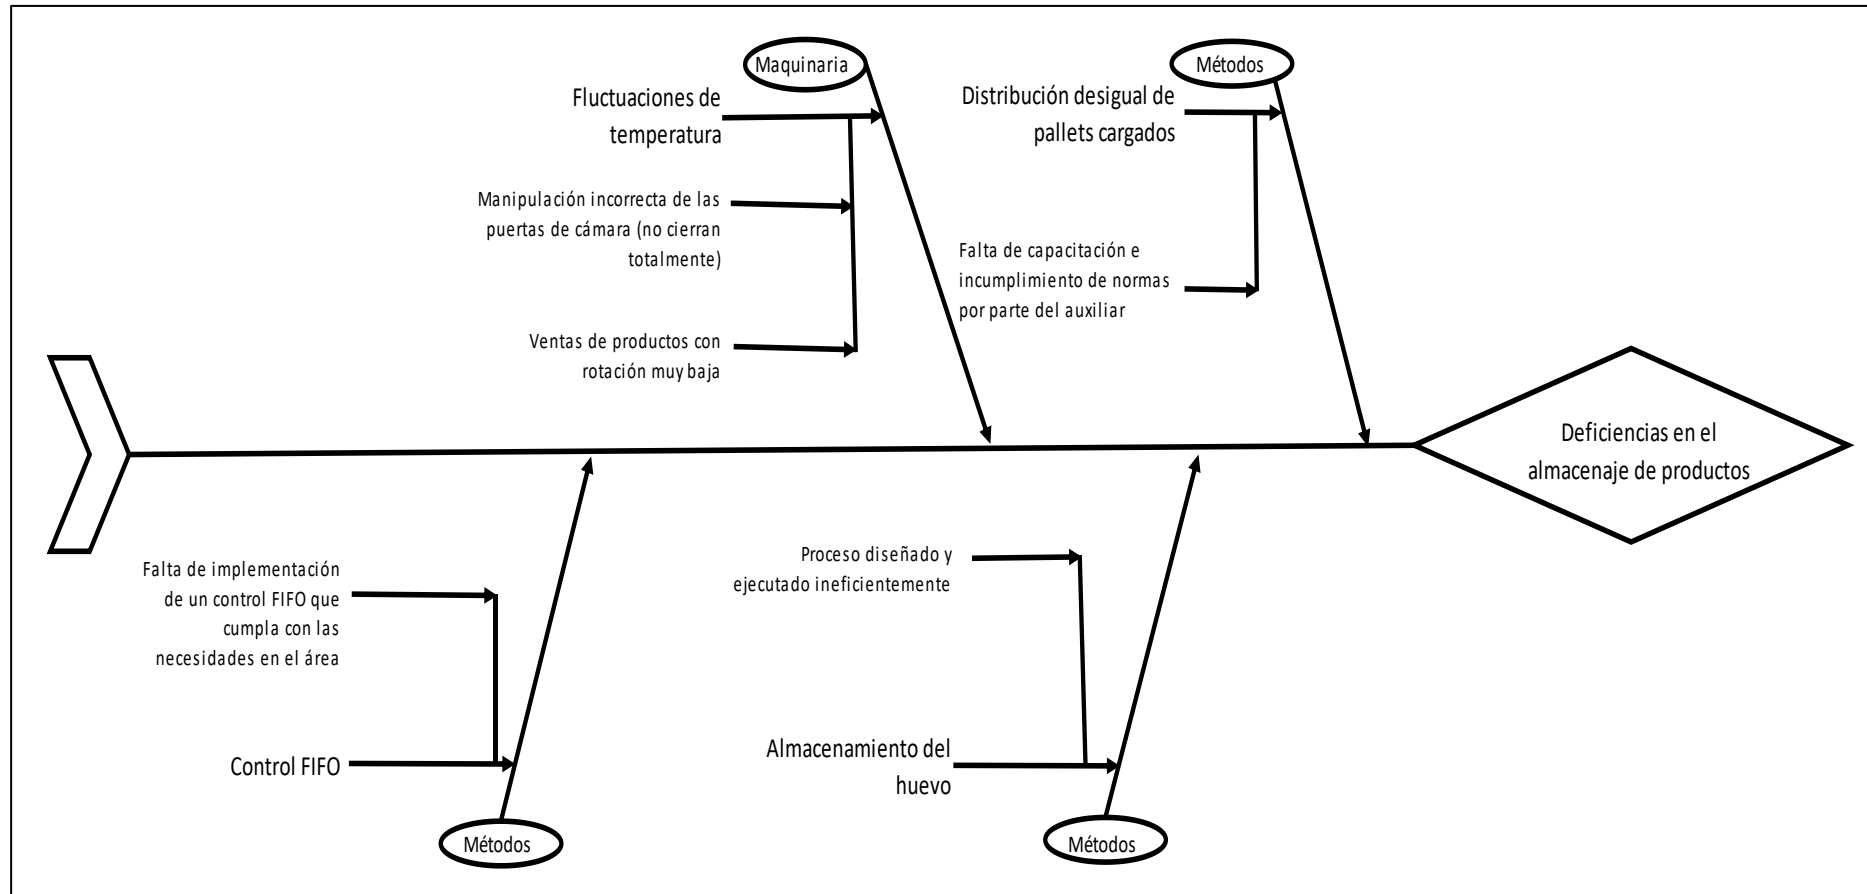 Maquinaria
Métodos
Fluctuaciones de
temperatura
Distribución desigual de
pallets cargados
Manipulación incorrecta de las
puertas de cámara (no cierran
totalmente)
Falta de capacitación e
incumplimiento de normas
por parte del auxiliar
Ventas de productos con
rotación muy baja
Deficiencias en el
almacenaje de productos
Falta de implementación
de un control FIFO que
cumpla con las
necesidades en el área
Proceso diseñado y
ejecutado ineficientemente
Control FIFO
Almacenamiento del
huevo
Métodos
Métodos